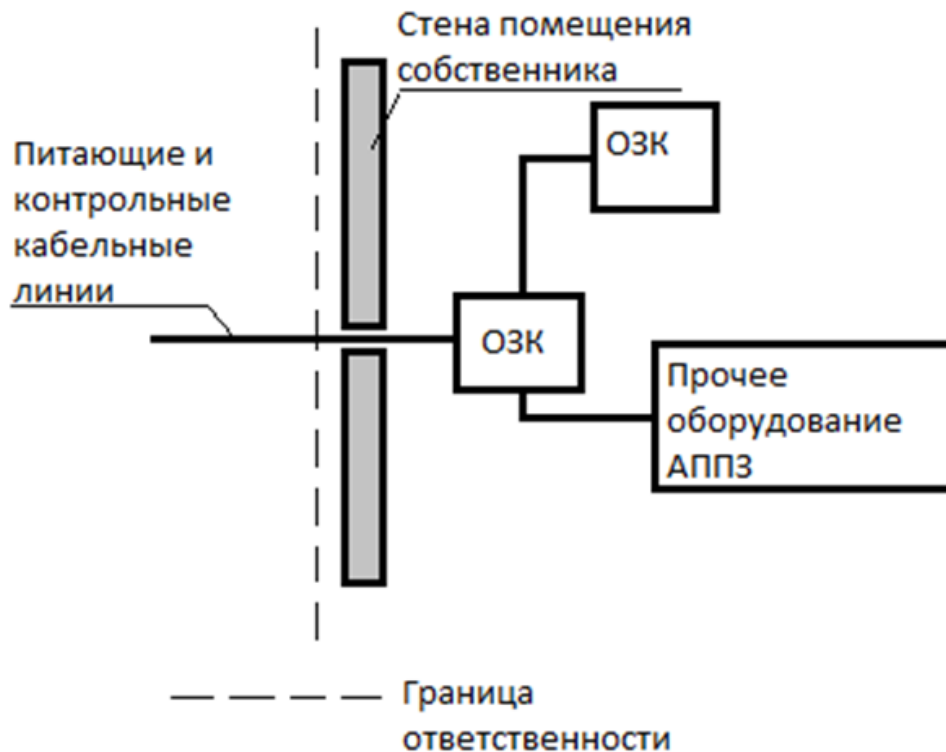 Стена помещения
собственника
ОЗК
Питающие и
контрольные
кабельные
линии
ОЗК
Прочее
оборудование
АППЗ
Граница
ответственности